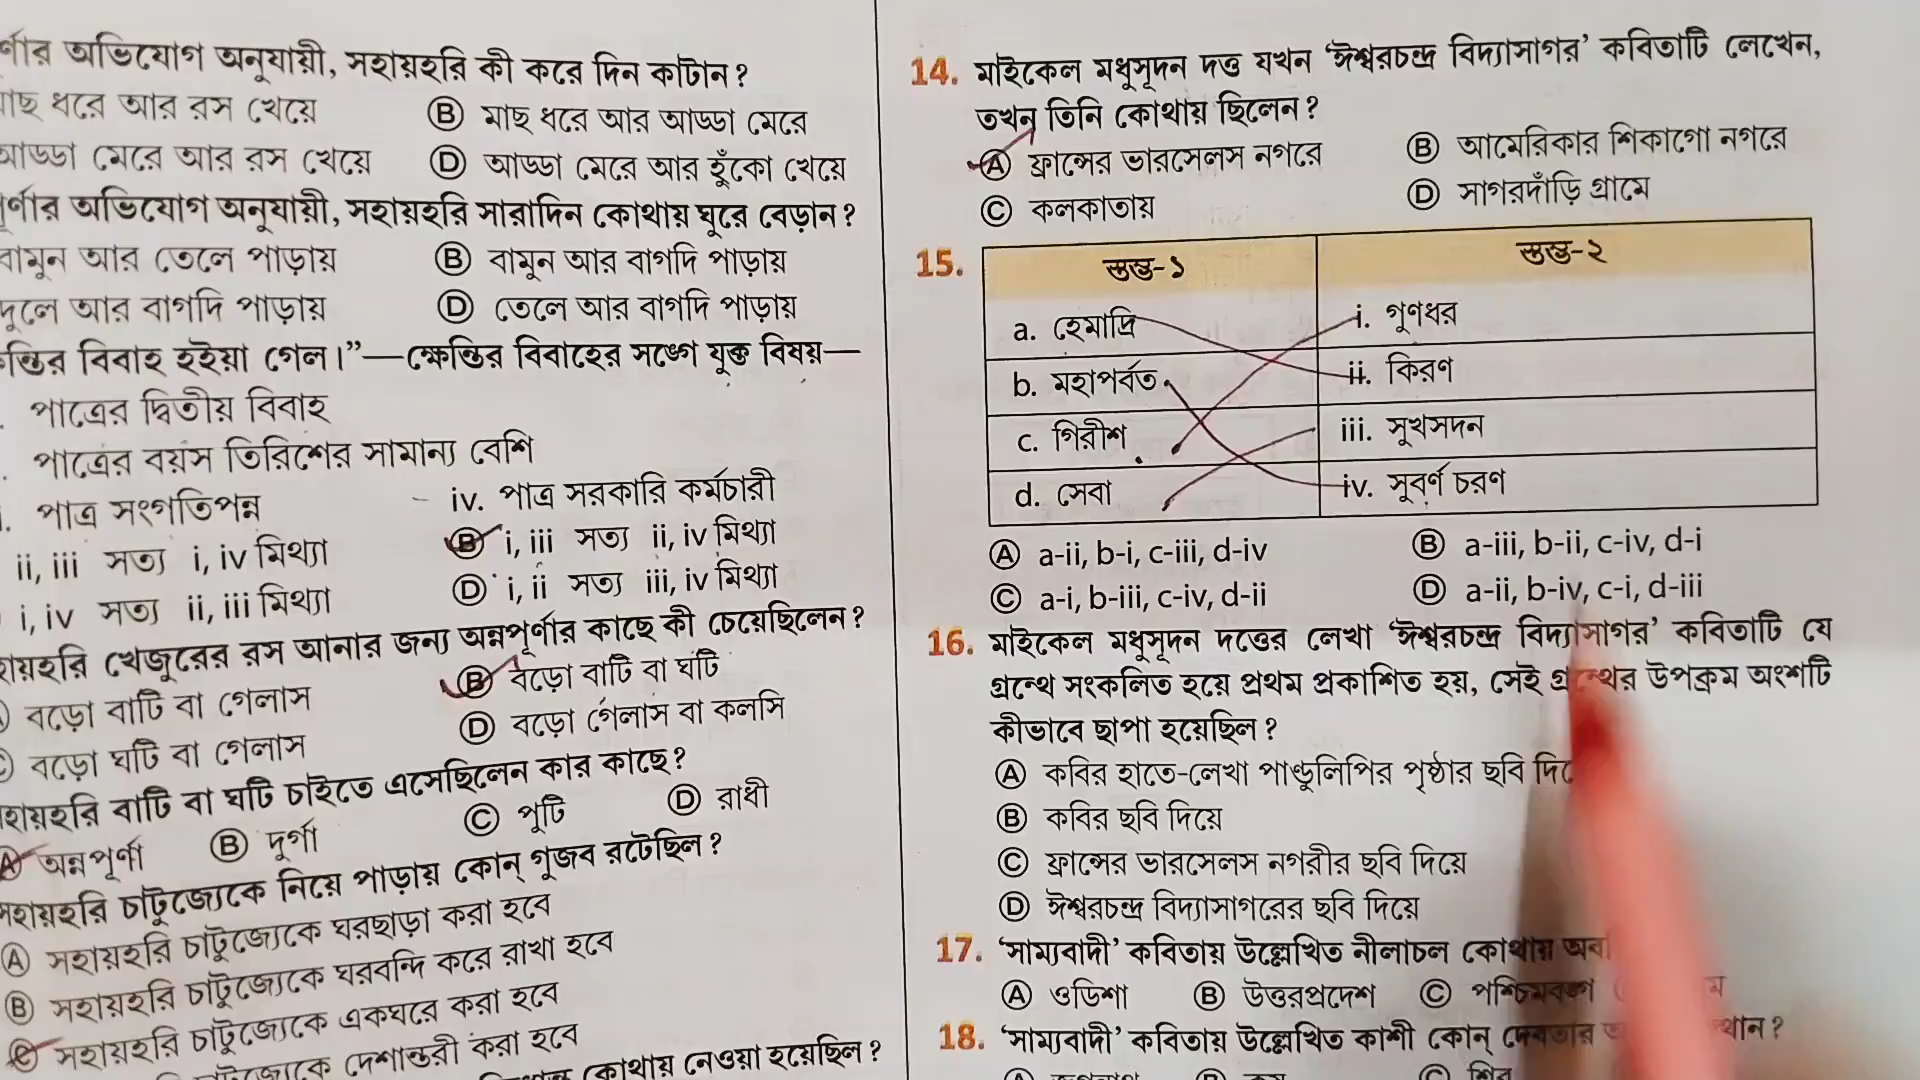 অভিযোগ অনুযায়ী, সহায়হরি কী করে দিন কাটান?
মাছ ধরে আর রস খেয়ে
Ⓑ মাছ ধরে আর আড্ডা মেরে
আড্ডা মেরে আর রস খেয়ে
Ⓓ আড্ডা মেরে আর হুঁকো খেয়ে
অভিযোগ অনুযায়ী, সহায়হরি সারাদিন কোথায় ঘুরে বেড়ান?
বামুন আর তেলে পাড়ায়
Ⓑ বামুন আর বাগদি পাড়ায়
দুলে আর বাগদি পাড়ায়
Ⓓ তেলে আর বাগদি পাড়ায়
বিবাহ হইয়া গেল।”—ক্ষেন্তির বিবাহের সঙ্গে যুক্ত বিষয়—
পাত্রের দ্বিতীয় বিবাহ
পাত্রের বয়স তিরিশের সামান্য বেশি
পাত্র সংগতিপন্ন
iv. পাত্র সরকারি কর্মচারী
ii, iii সত্য i, iv মিথ্যা
Ⓑ i, iii সত্য ii, iv মিথ্যা
i, iv সত্য ii, iii মিথ্যা
Ⓓ i, ii সত্য iii, iv মিথ্যা
খেজুরের রস আনার জন্য অন্নপূর্ণার কাছে কী চেয়েছিলেন?
বড়ো বাটি বা গেলাস
Ⓑ বড়ো বাটি বা ঘটি
বড়ো ঘটি বা গেলাস
Ⓓ বড়ো গেলাস বা কলসি
বাটি বা ঘটি চাইতে এসেছিলেন কার কাছে?
Ⓐ অন্নপূর্ণা Ⓑ দুর্গা Ⓒ পুটি Ⓓ রাধী
চাটুজ্যেকে নিয়ে পাড়ায় কোন্ গুজব রটেছিল?
Ⓐ সহায়হরি চাটুজ্যেকে ঘরছাড়া করা হবে
Ⓑ সহায়হরি চাটুজ্যেকে ঘরবন্দি করে রাখা হবে
Ⓒ সহায়হরি চাটুজ্যেকে একঘরে করা হবে
দেশান্তরী করা হবে
কোথায় নেওয়া হয়েছিল?
14. মাইকেল মধুসূদন দত্ত যখন ‘ঈশ্বরচন্দ্র বিদ্যাসাগর’ কবিতাটি লেখেন,
তখন তিনি কোথায় ছিলেন?
Ⓐ ফ্রান্সের ভারসেলস নগরে
Ⓑ আমেরিকার শিকাগো নগরে
Ⓒ কলকাতায়
Ⓓ সাগরদাঁড়ি গ্রামে
15. স্তম্ভ-১ স্তম্ভ-২
a. হেমাদ্রি i. গুণধর
b. মহাপর্বত ii. কিরণ
c. গিরীশ iii. সুখসদন
d. সেবা iv. সুবর্ণ চরণ
Ⓐ a-ii, b-i, c-iii, d-iv
Ⓑ a-iii, b-ii, c-iv, d-i
Ⓒ a-i, b-iii, c-iv, d-ii
Ⓓ a-ii, b-iv, c-i, d-iii
16. মাইকেল মধুসূদন দত্তের লেখা ‘ঈশ্বরচন্দ্র বিদ্যাসাগর’ কবিতাটি যে
গ্রন্থে সংকলিত হয়ে প্রথম প্রকাশিত হয়, সেই গ্রন্থের উপক্রম অংশটি
কীভাবে ছাপা হয়েছিল?
Ⓐ কবির হাতে-লেখা পাণ্ডুলিপির পৃষ্ঠার ছবি
Ⓑ কবির ছবি দিয়ে
Ⓒ ফ্রান্সের ভারসেলস নগরীর ছবি দিয়ে
Ⓓ ঈশ্বরচন্দ্র বিদ্যাসাগরের ছবি দিয়ে
17. ‘সাম্যবাদী’ কবিতায় উল্লেখিত নীলাচল কোথায়
Ⓐ ওডিশা Ⓑ উত্তরপ্রদেশ Ⓒ পশ্চিমবঙ্গ
18. ‘সাম্যবাদী’ কবিতায় উল্লেখিত কাশী কোন্ দেবতার